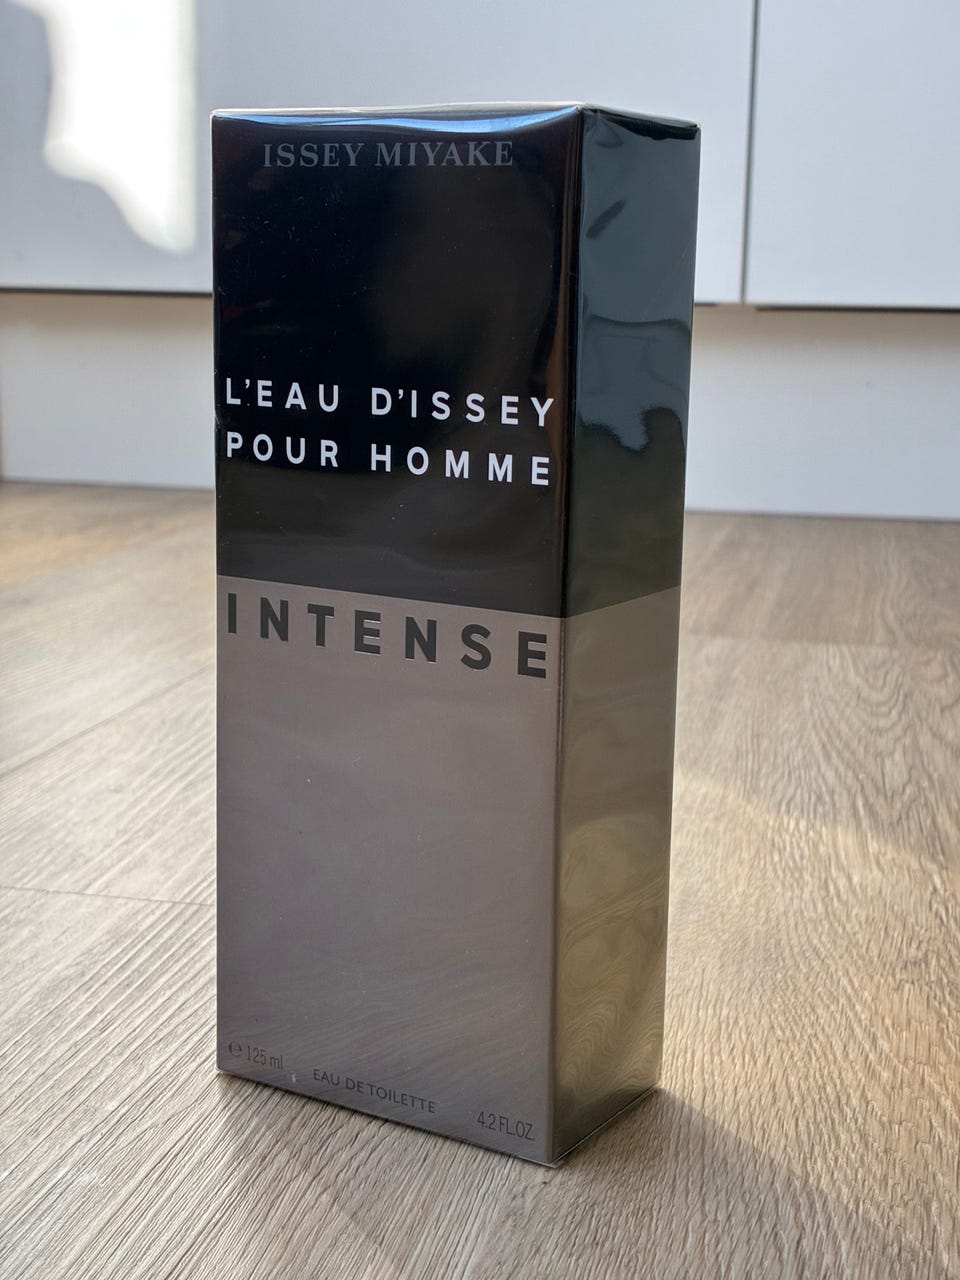 ISSEY MIYAKE
L'EAU D'ISSEY
POUR HOMME
INTENSE
℮ 125 ml EAU DE TOILETTE 4.2 FL.OZ.